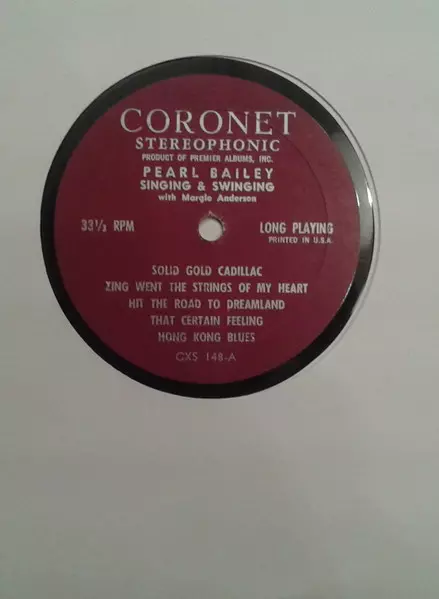 CORONET
STEREOPHONIC
PRODUCT OF PREMIER ALBUMS, INC.
PEARL BAILEY
SINGING & SWINGING
with Margie Anderson
33⅓ RPM
LONG PLAYING
PRINTED IN U.S.A.
SOLID GOLD CADILLAC
ZING WENT THE STRINGS OF MY HEART
HIT THE ROAD TO DREAMLAND
THAT CERTAIN FEELING
HONG KONG BLUES
CXS 148-A